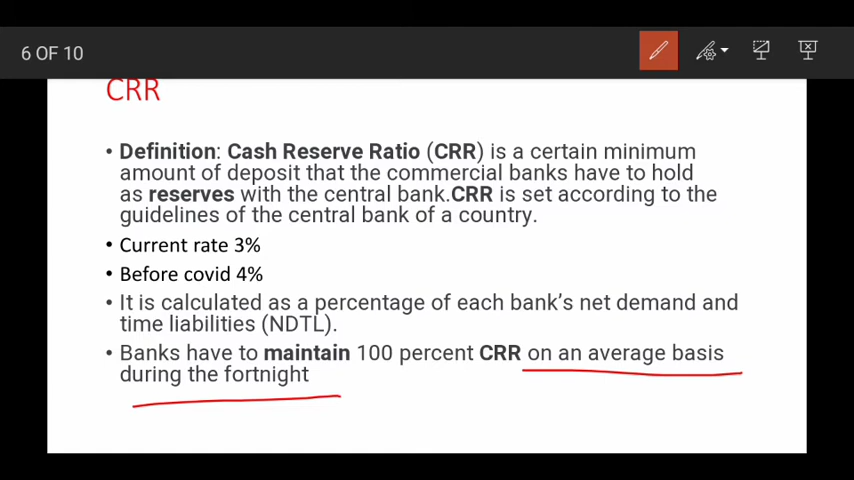 6 OF 10
CRR
• Definition: Cash Reserve Ratio (CRR) is a certain minimum
amount of deposit that the commercial banks have to hold
as reserves with the central bank.CRR is set according to the
guidelines of the central bank of a country.
• Current rate 3%
• Before covid 4%
• It is calculated as a percentage of each bank's net demand and
time liabilities (NDTL).
• Banks have to maintain 100 percent CRR on an average basis
during the fortnight